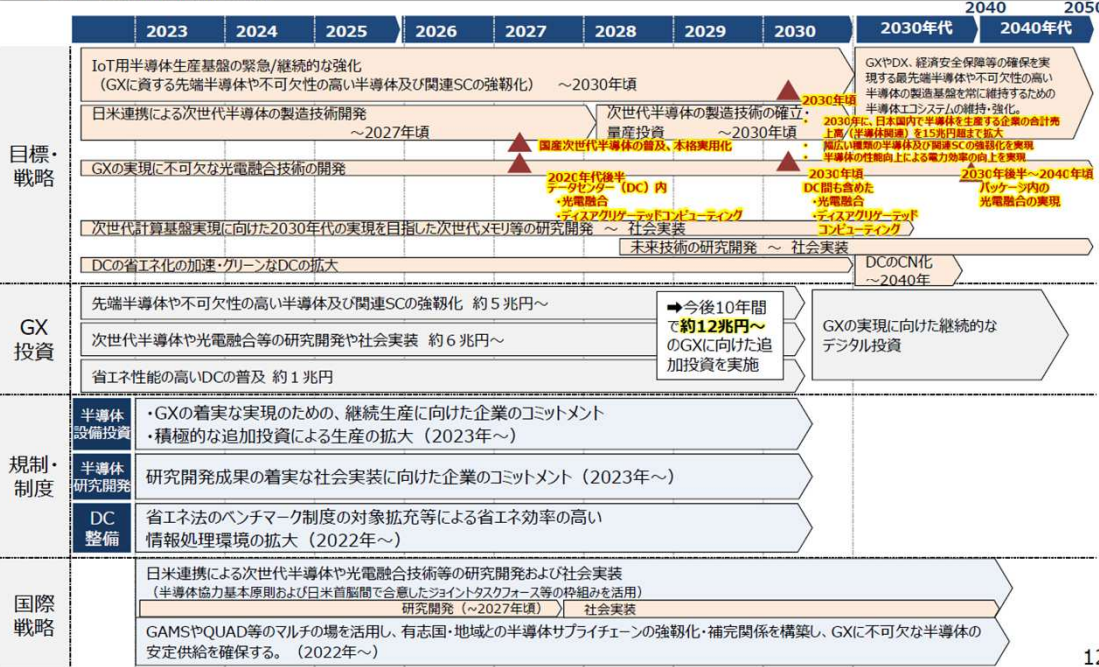 2040
2050
2023
2024
2025
2026
2027
2028
2029
2030
2030年代
2040年代
目標・
戦略
IoT用半導体生産基盤の緊急/継続的な強化
(GXに資する先端半導体や不可欠性の高い半導体及び関連SCの強靱化) ~2030年頃
GXやDX、経済安全保障等の確保を実
現する最先端半導体や不可欠性の高い
半導体の製造基盤を常に維持するための
半導体エコシステムの維持・強化。
日米連携による次世代半導体の製造技術開発
~2027年頃
次世代半導体の製造技術の確立・
量産投資 ~2030年頃
2030年頃
・ 2030年に、日本国内で半導体を生産する企業の合計売
上高(半導体関連)を15兆円超まで拡大
・ 幅広い種類の半導体及び関連SCの強靱化を実現
・ 半導体の性能向上による電力効率の向上を実現
国産次世代半導体の普及、本格実用化
GXの実現に不可欠な光電融合技術の開発
2020年代後半
データセンター(DC)内
・光電融合
・ディスアグリゲーテッドコンピューティング
2030年頃
DC間も含めた
・光電融合
・ディスアグリゲーテッド
コンピューティング
2030年後半~2040年頃
パッケージ内の
光電融合の実現
次世代計算基盤実現に向けた2030年代の実現を目指した次世代メモリ等の研究開発 ~ 社会実装
未来技術の研究開発 ~ 社会実装
DCの省エネ化の加速・グリーンなDCの拡大
DCのCN化
~2040年
GX
投資
先端半導体や不可欠性の高い半導体及び関連SCの強靱化 約5兆円~
次世代半導体や光電融合等の研究開発や社会実装 約6兆円~
省エネ性能の高いDCの普及 約1兆円
➡今後10年間
で約12兆円~
のGXに向けた追
加投資を実施
GXの実現に向けた継続的な
デジタル投資
規制・
制度
半導体
設備投資
・GXの着実な実現のための、継続生産に向けた企業のコミットメント
・積極的な追加投資による生産の拡大(2023年~)
半導体
研究開発
研究開発成果の着実な社会実装に向けた企業のコミットメント(2023年~)
DC
整備
省エネ法のベンチマーク制度の対象拡充等による省エネ効率の高い
情報処理環境の拡大(2022年~)
国際
戦略
日米連携による次世代半導体や光電融合技術等の研究開発および社会実装
(半導体協力基本原則および日米首脳間で合意したジョイントタスクフォース等の枠組みを活用)
研究開発(~2027年頃)
社会実装
GAMSやQUAD等のマルチの場を活用し、有志国・地域との半導体サプライチェーンの強靱化・補完関係を構築し、GXに不可欠な半導体の
安定供給を確保する。(2022年~)